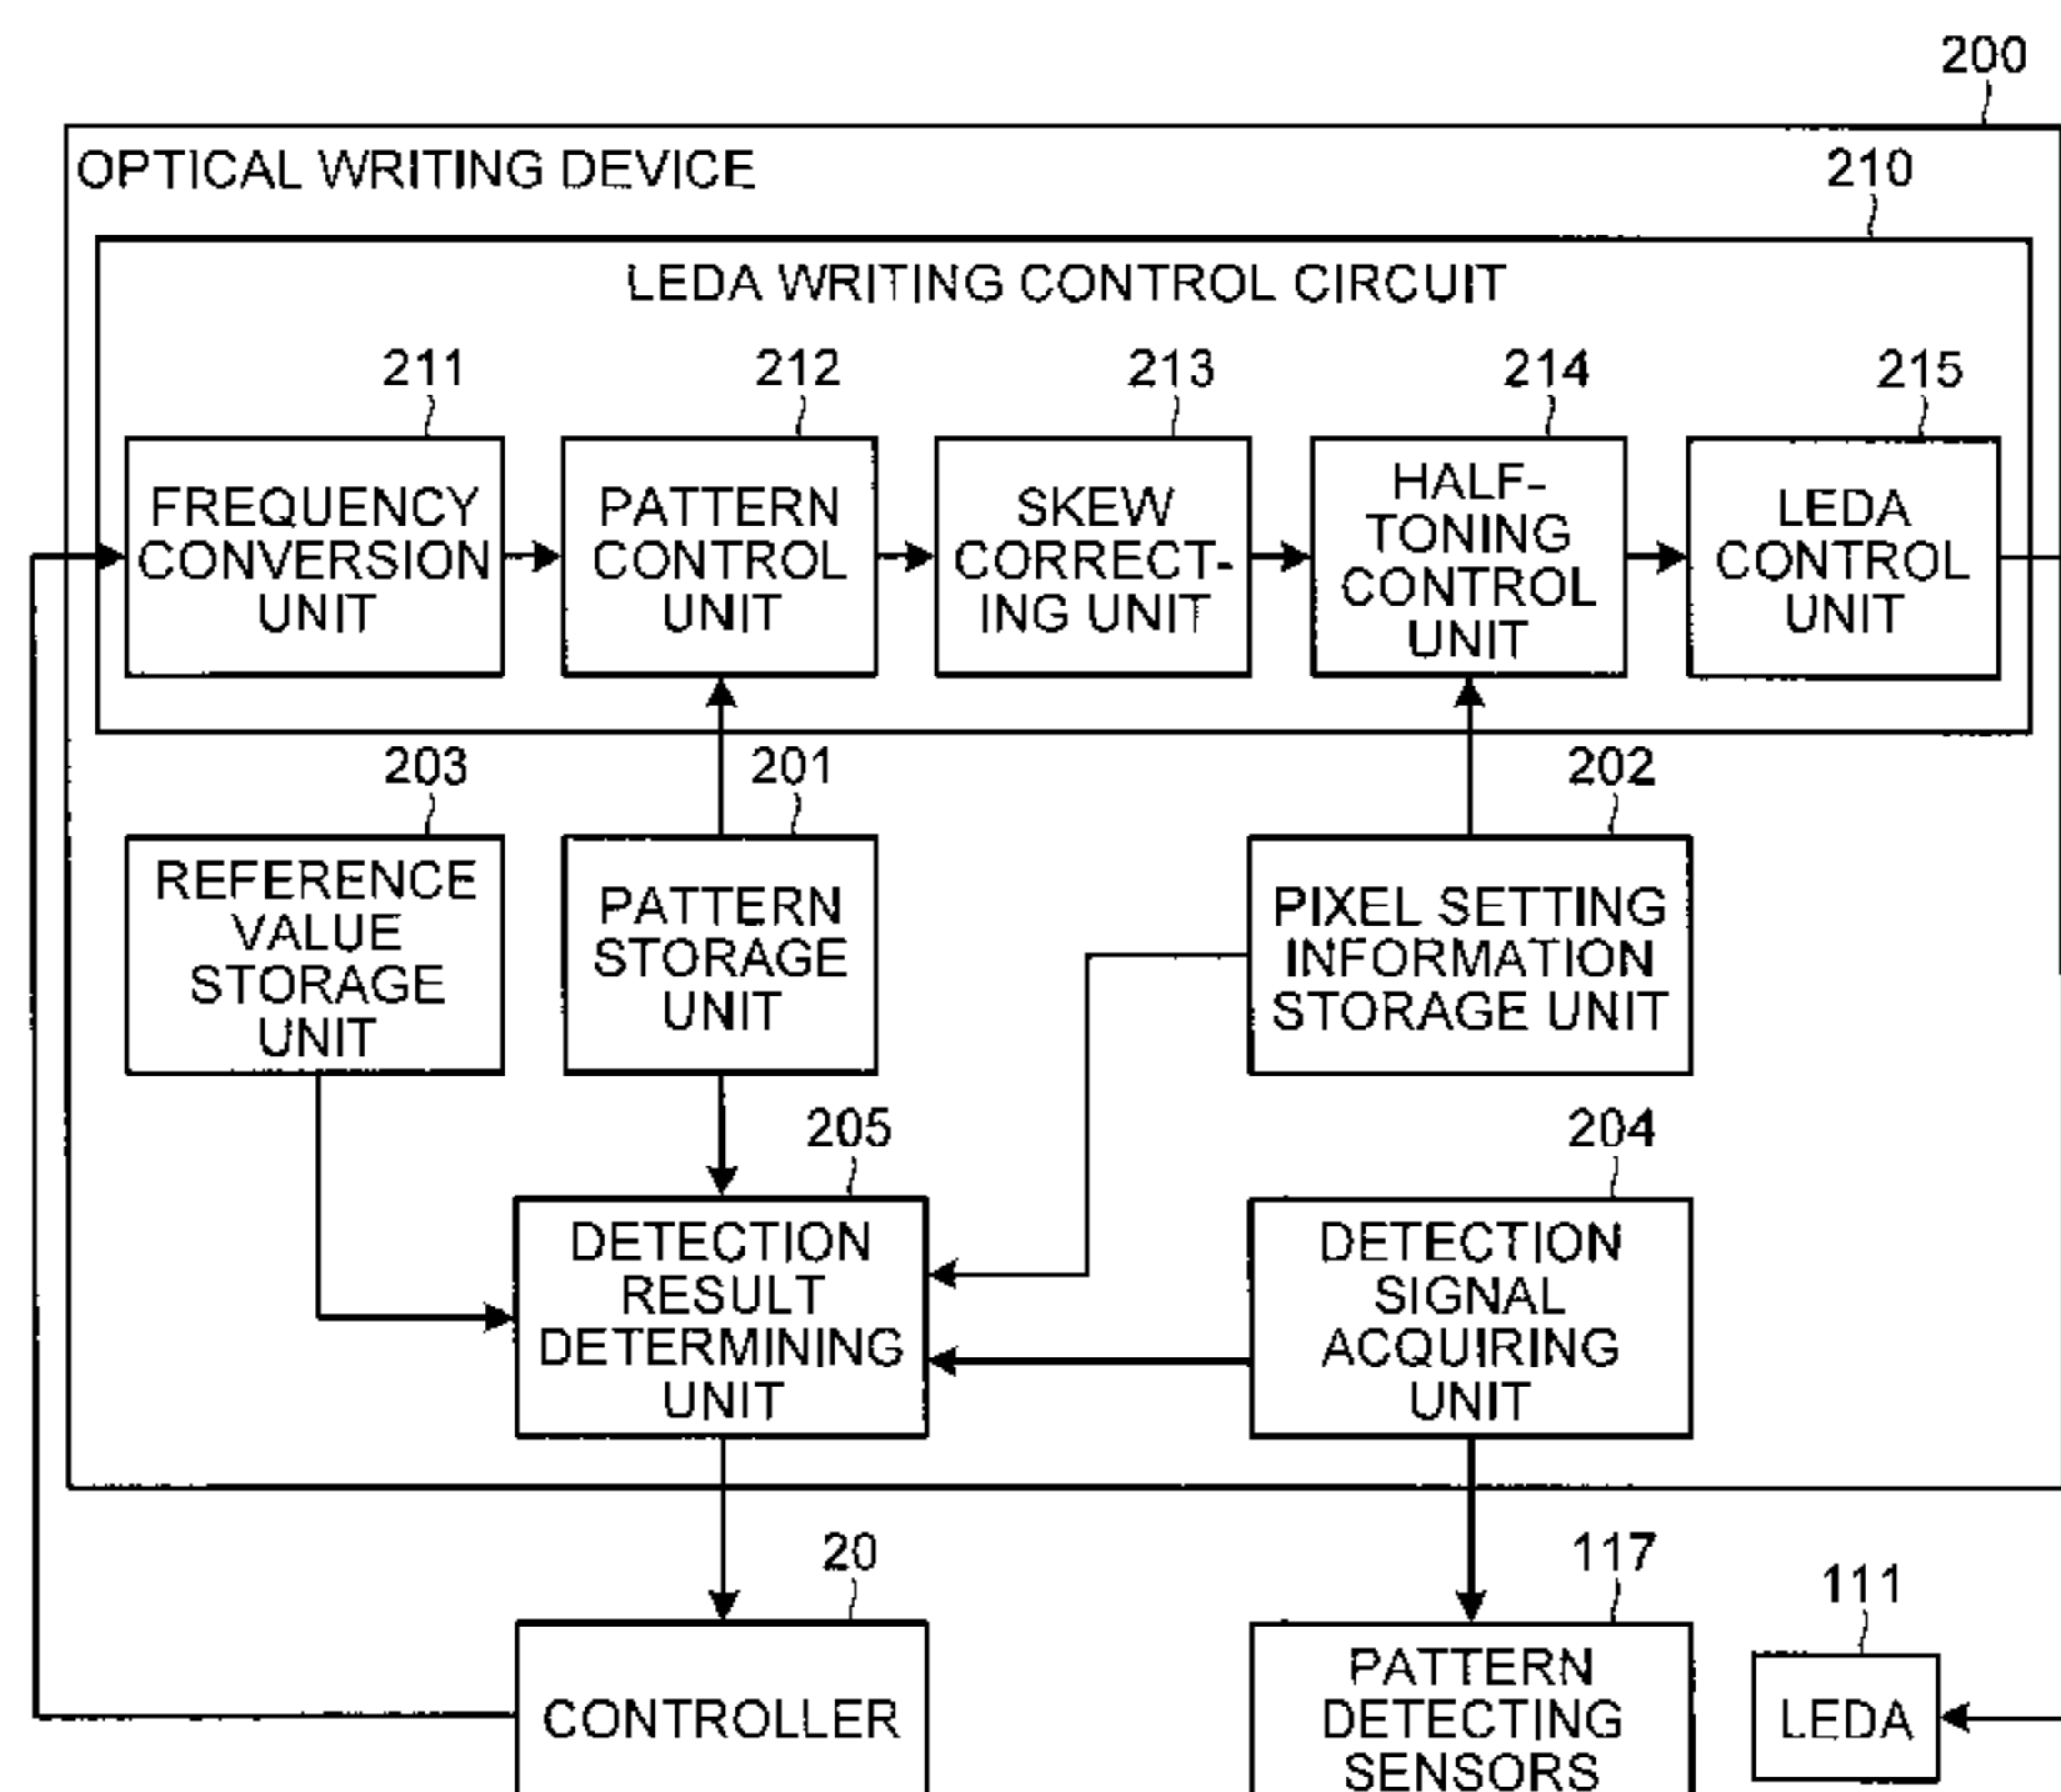 200
OPTICAL WRITING DEVICE
210
LEDA WRITING CONTROL CIRCUIT
211
212
213
214
215
FREQUENCY
CONVERSION
UNIT
PATTERN
CONTROL
UNIT
SKEW
CORRECT-
ING UNIT
HALF-
TONING
CONTROL
UNIT
LEDA
CONTROL
UNIT
203
201
202
REFERENCE
VALUE
STORAGE
UNIT
PATTERN
STORAGE
UNIT
PIXEL SETTING
INFORMATION
STORAGE UNIT
205
204
DETECTION
RESULT
DETERMINING
UNIT
DETECTION
SIGNAL
ACQUIRING
UNIT
20
117
111
CONTROLLER
PATTERN
DETECTING
SENSORS
LEDA